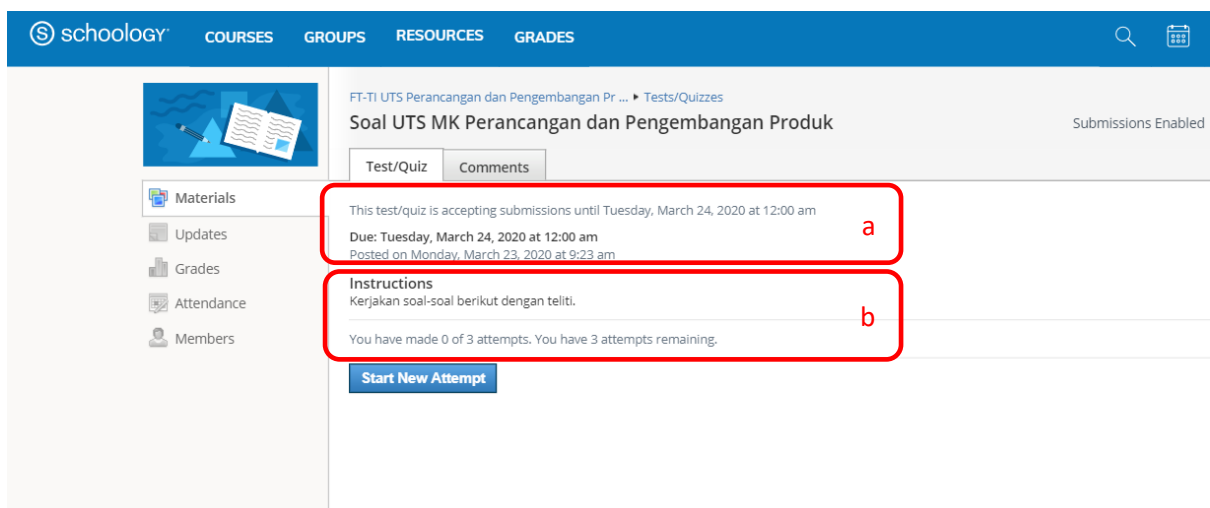 schoology COURSES GROUPS RESOURCES GRADES
FT-TI UTS Perancangan dan Pengembangan Pr ... ▸ Tests/Quizzes
Soal UTS MK Perancangan dan Pengembangan Produk
Submissions Enabled
Test/Quiz Comments
Materials
Updates
Grades
Attendance
Members
This test/quiz is accepting submissions until Tuesday, March 24, 2020 at 12:00 am
Due: Tuesday, March 24, 2020 at 12:00 am
Posted on Monday, March 23, 2020 at 9:23 am
a
Instructions
Kerjakan soal-soal berikut dengan teliti.
b
You have made 0 of 3 attempts. You have 3 attempts remaining.
Start New Attempt